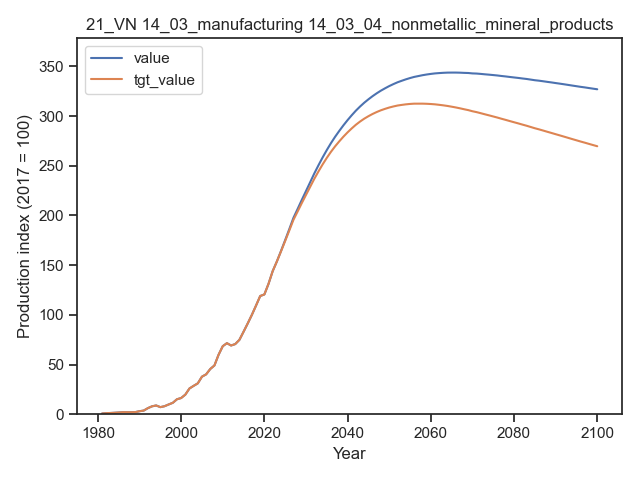 21_VN 14_03_manufacturing 14_03_04_nonmetallic_mineral_products
value
tgt_value
Production index (2017 = 100)
350
300
250
200
150
100
50
0
1980 2000 2020 2040 2060 2080 2100
Year